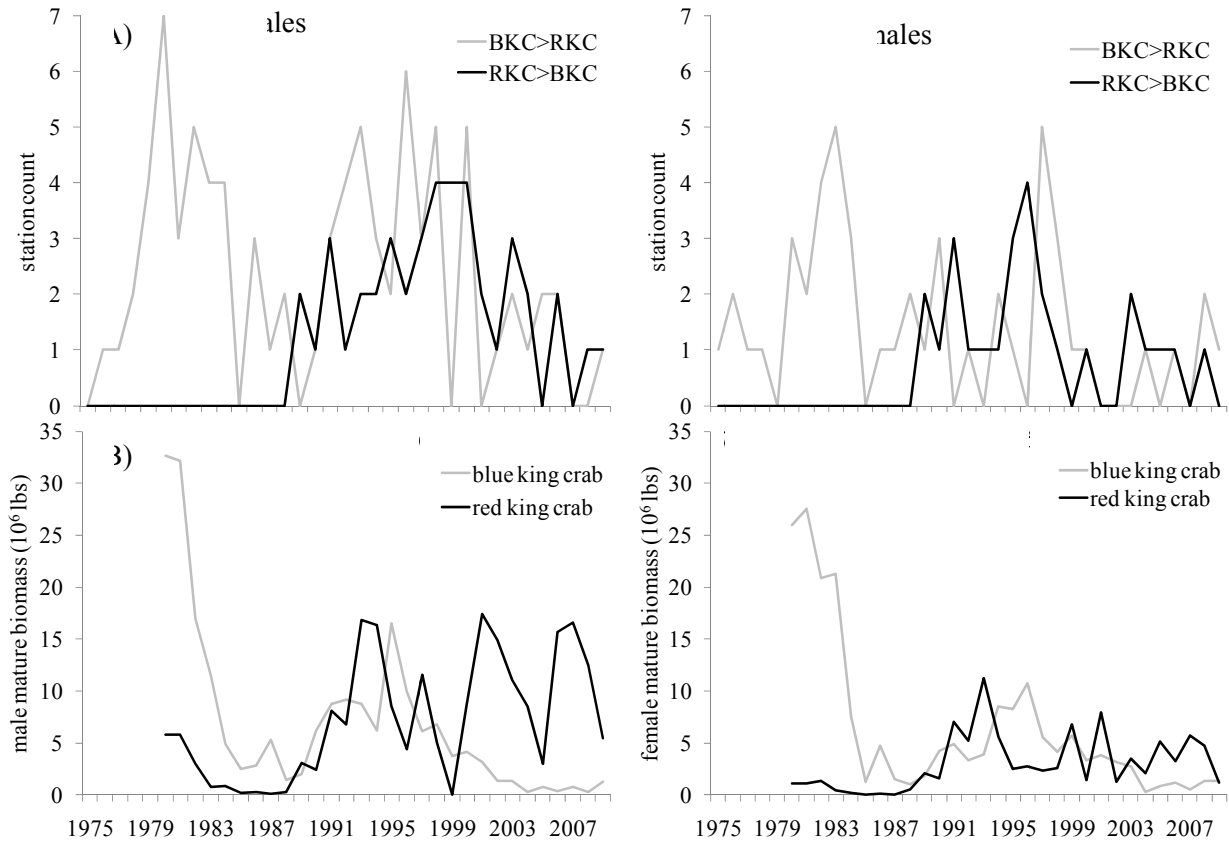 7
6
5
4
3
2
1
0
station count
A)
ales
BKC>RKC
RKC>BKC
7
6
5
4
3
2
1
0
station count
males
BKC>RKC
RKC>BKC
35
30
25
20
15
10
5
0
male mature biomass (10⁶ lbs)
B)
blue king crab
red king crab
1975 1979 1983 1987 1991 1995 1999 2003 2007
35
30
25
20
15
10
5
0
female mature biomass (10⁶ lbs)
blue king crab
red king crab
1975 1979 1983 1987 1991 1995 1999 2003 2007